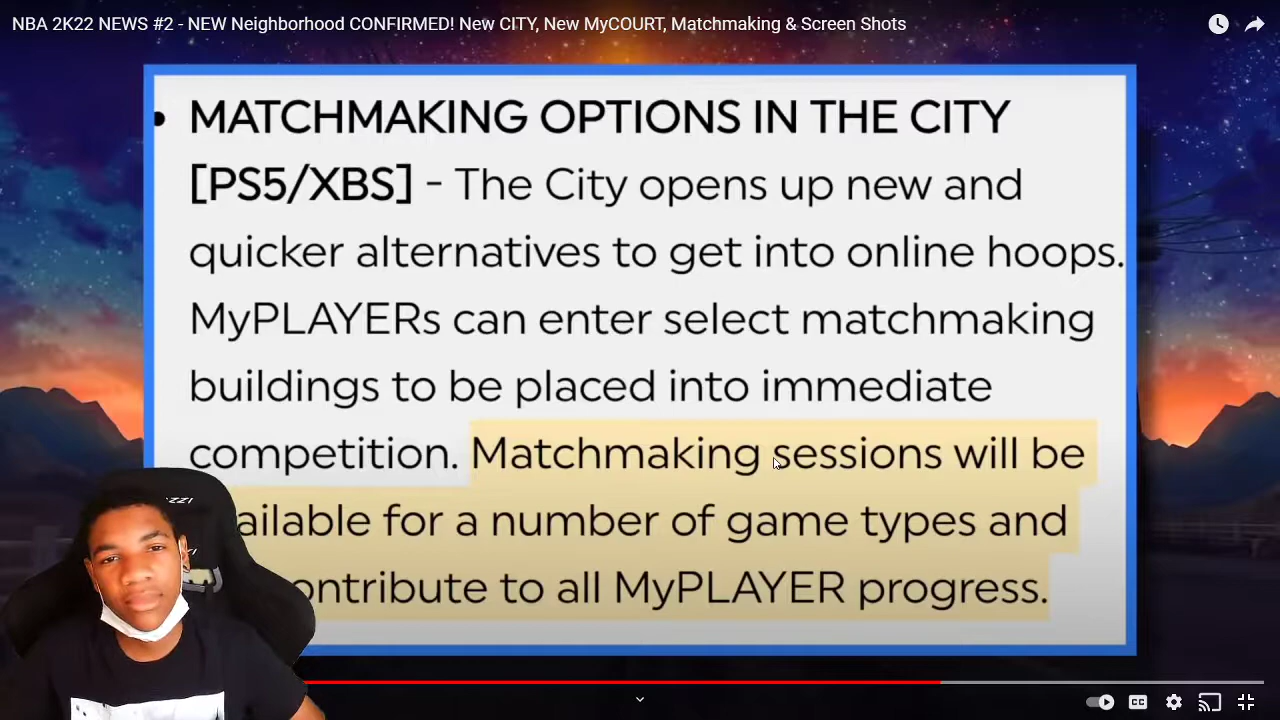 NBA 2K22 NEWS #2 - NEW Neighborhood CONFIRMED! New CITY, New MyCOURT, Matchmaking & Screen Shots
• MATCHMAKING OPTIONS IN THE CITY
[PS5/XBS] - The City opens up new and
quicker alternatives to get into online hoops.
MyPLAYERs can enter select matchmaking
buildings to be placed into immediate
competition. Matchmaking sessions will be
ailable for a number of game types and
ontribute to all MyPLAYER progress.
CC